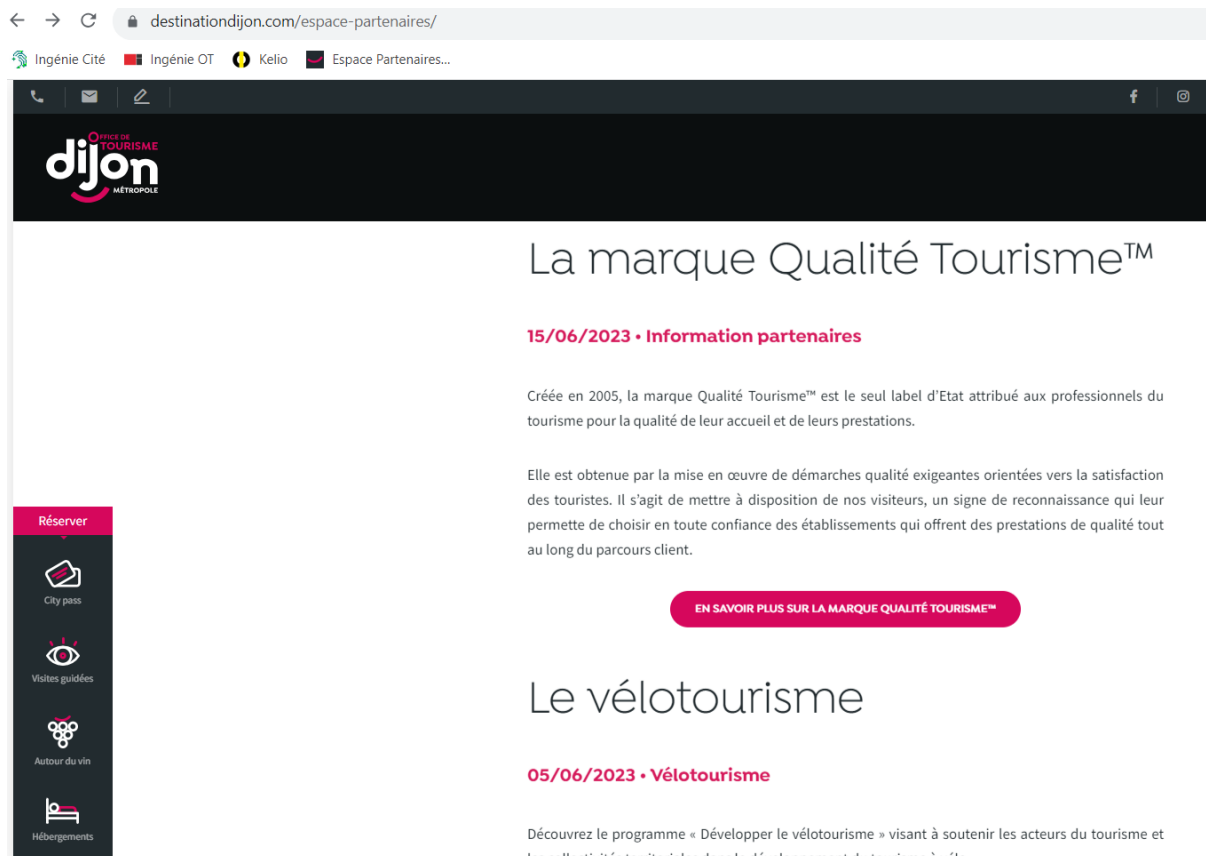 destinationdijon.com/espace-partenaires/
Ingénie Cité Ingénie OT Kelio Espace Partenaires...
OFFICE DE
TOURISME
dijon
MÉTROPOLE
La marque Qualité Tourisme™
15/06/2023 • Information partenaires
Créée en 2005, la marque Qualité Tourisme™ est le seul label d'Etat attribué aux professionnels du
tourisme pour la qualité de leur accueil et de leurs prestations.
Elle est obtenue par la mise en œuvre de démarches qualité exigeantes orientées vers la satisfaction
des touristes. Il s'agit de mettre à disposition de nos visiteurs, un signe de reconnaissance qui leur
permette de choisir en toute confiance des établissements qui offrent des prestations de qualité tout
au long du parcours client.
EN SAVOIR PLUS SUR LA MARQUE QUALITÉ TOURISME™
Le vélotourisme
05/06/2023 • Vélotourisme
Découvrez le programme « Développer le vélotourisme » visant à soutenir les acteurs du tourisme et
Réserver
City pass
Visites guidées
Autour du vin
Hébergements